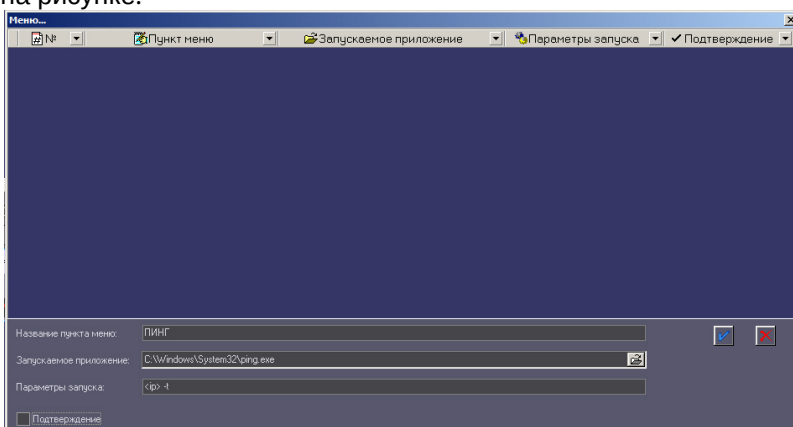 на рисунке.
Меню...
№ Пункт меню Запускаемое приложение Параметры запуска Подтверждение
Название пункта меню: ПИНГ
Запускаемое приложение: C:\Windows\System32\ping.exe
Параметры запуска: <ip> -t
Подтверждение